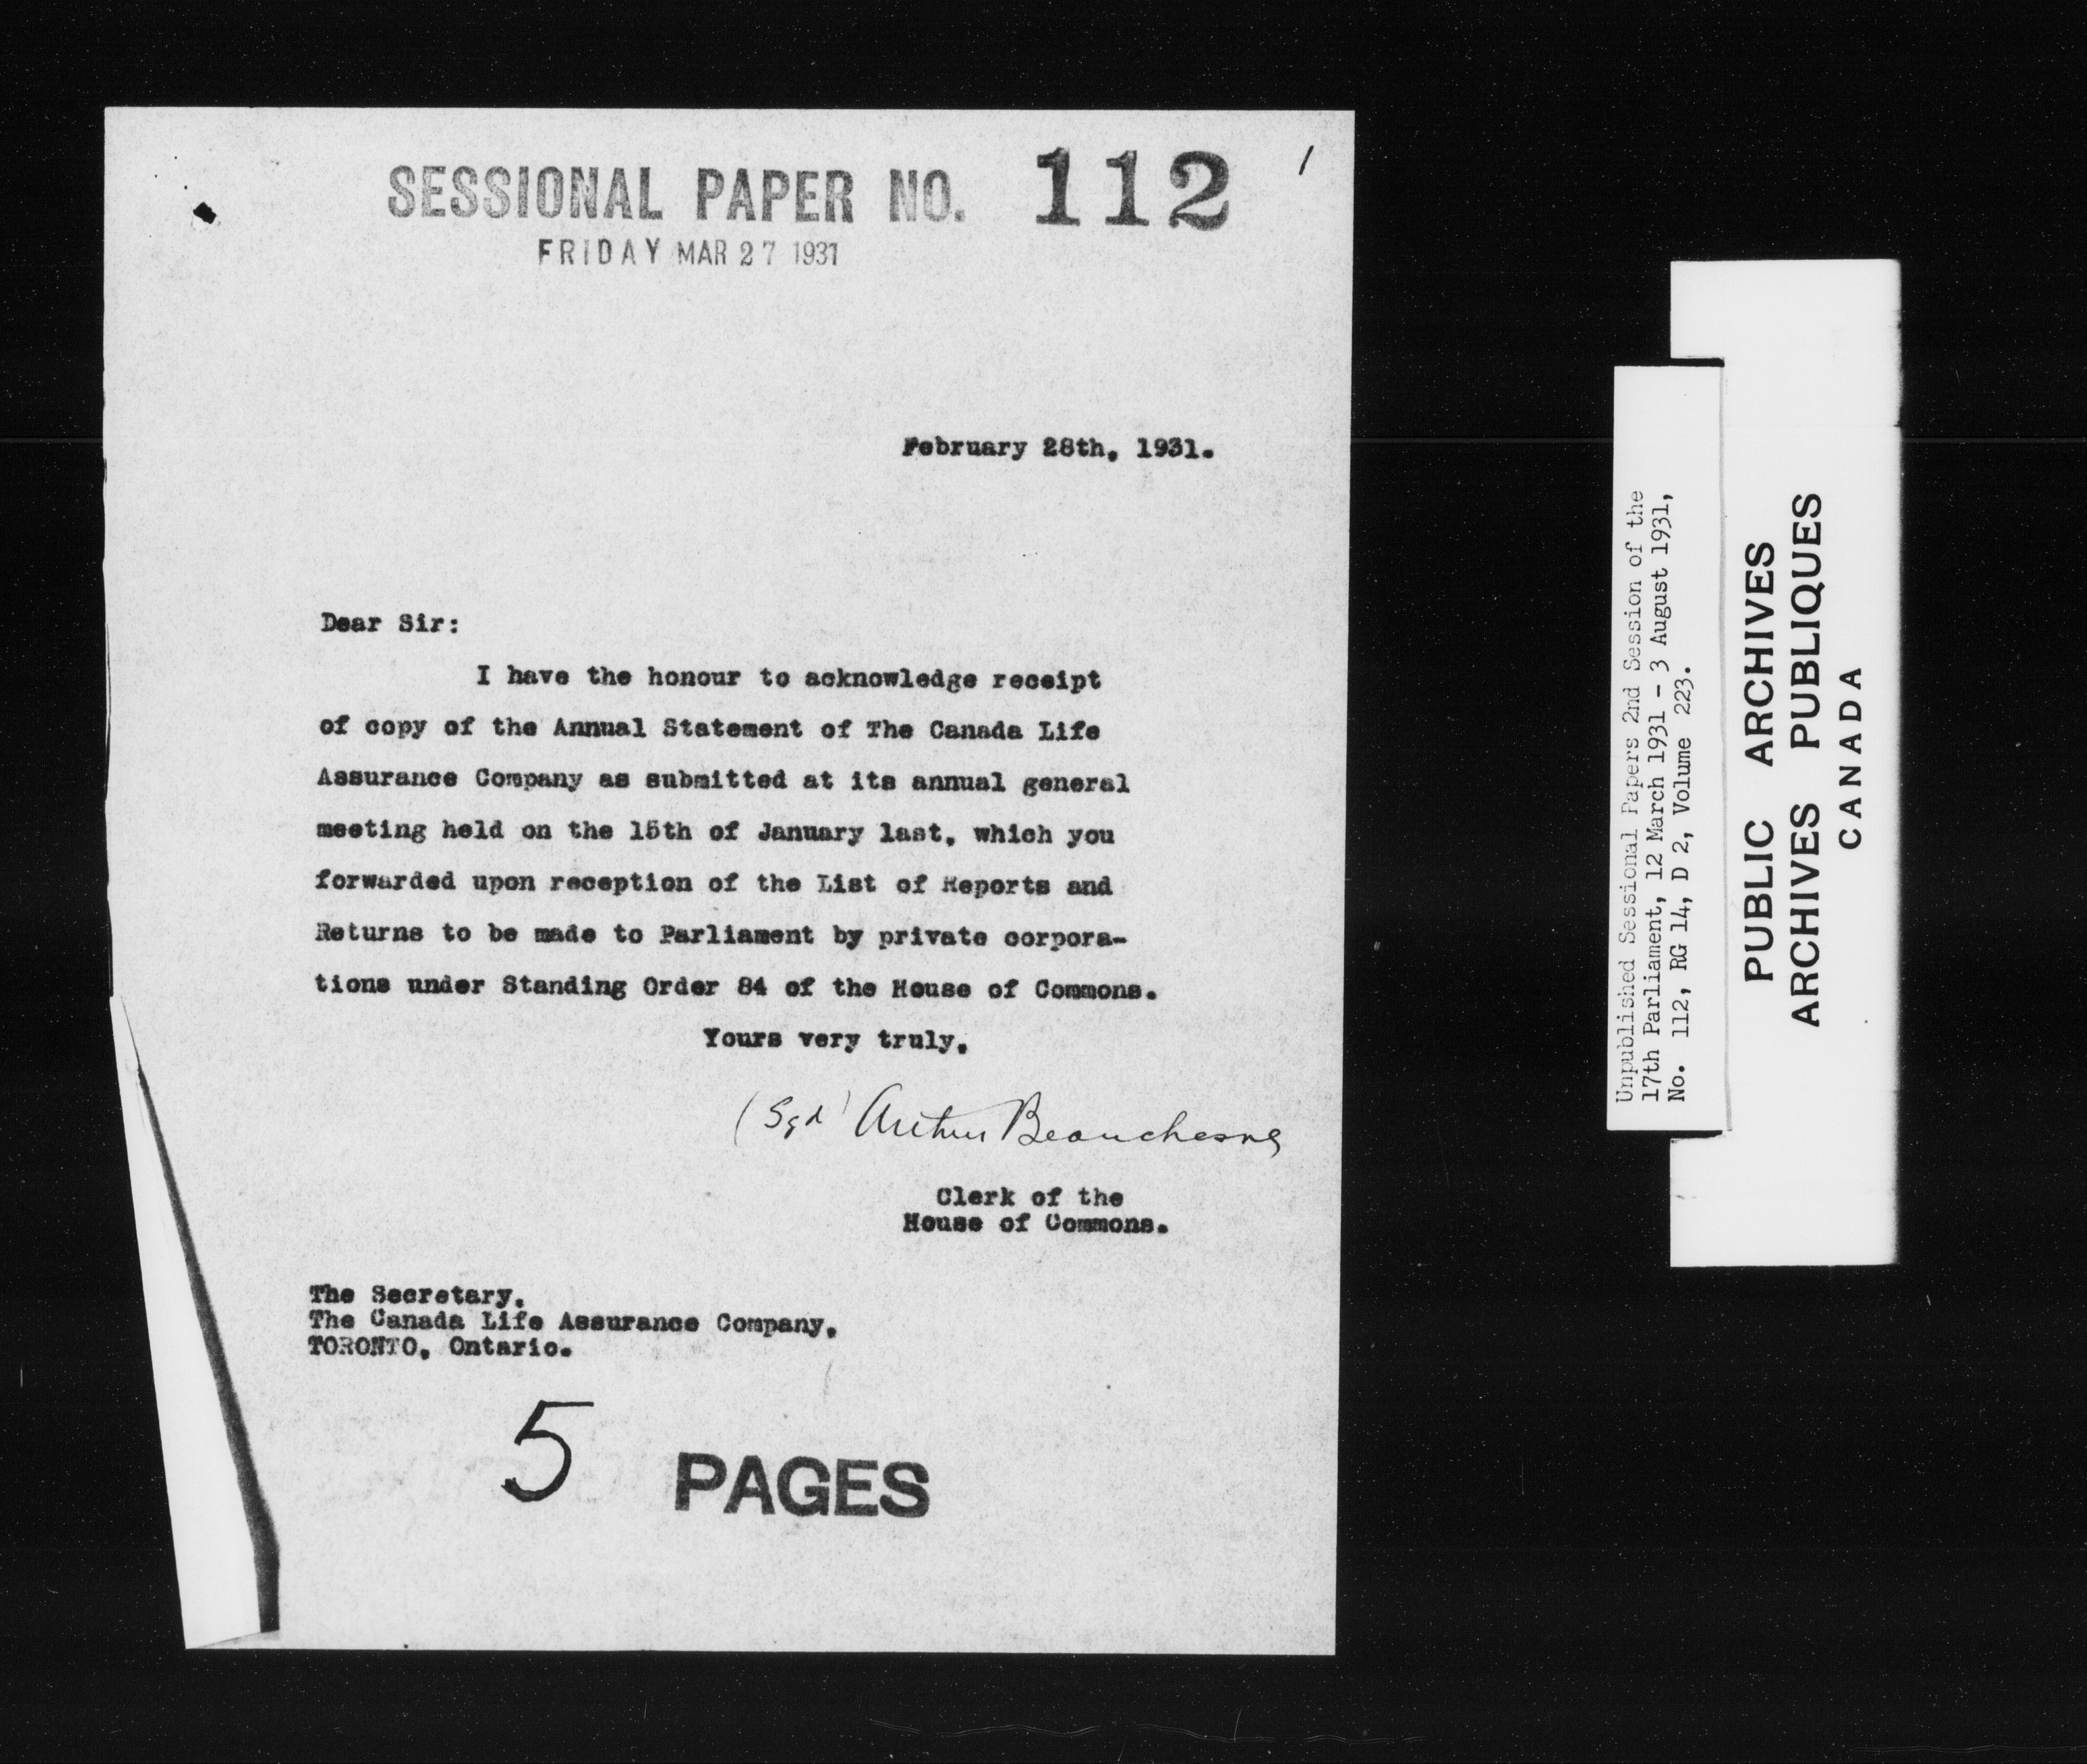 SESSIONAL PAPER NO. 112
/
FRIDAY MAR 27 1931
February 28th, 1931.
Dear Sir:
I have the honour to acknowledge receipt
of copy of the Annual Statement of The Canada Life
Assurance Company as submitted at its annual general
meeting held on the 15th of January last, which you
forwarded upon reception of the List of Reports and
Returns to be made to Parliament by private corpora-
tions under Standing Order 84 of the House of Commons.
Yours very truly,
(Sgd) Arthur Beauchesne
Clerk of the
House of Commons.
The Secretary,
The Canada Life Assurance Company,
TORONTO, Ontario.
5 PAGES
Unpublished Sessional Papers 2nd Session of the
17th Parliament, 12 March 1931 - 3 August 1931,
No. 112, RG 14, D 2, Volume 223.
PUBLIC ARCHIVES
ARCHIVES PUBLIQUES
CANADA